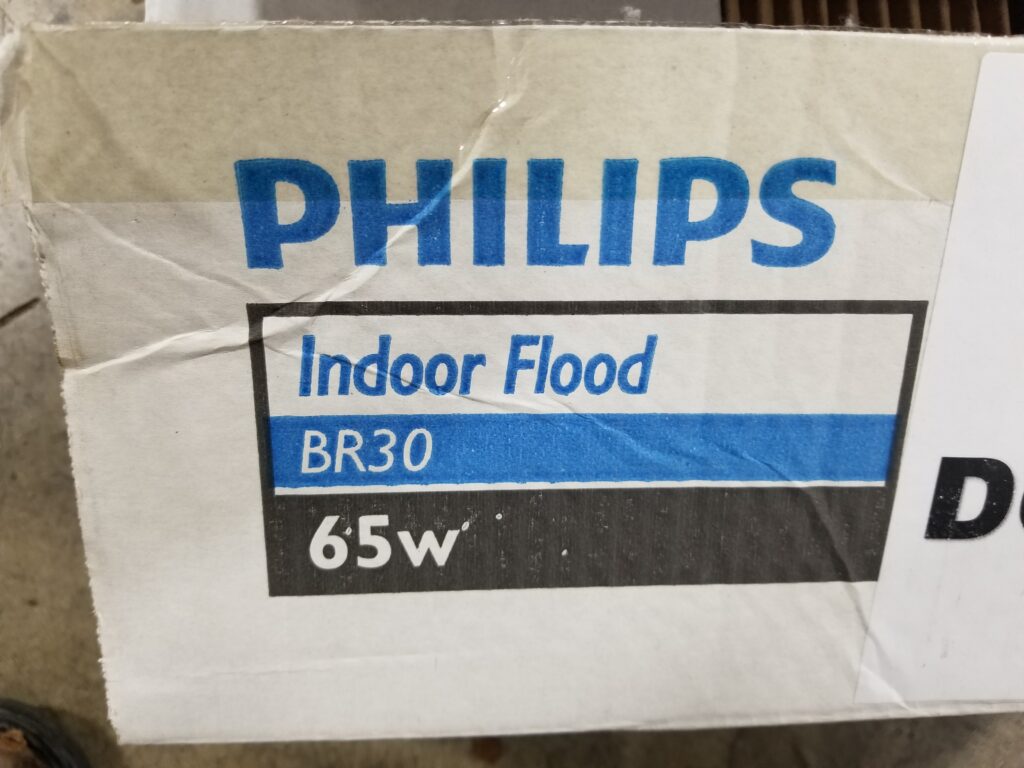 PHILIPS
Indoor Flood
BR30
65w